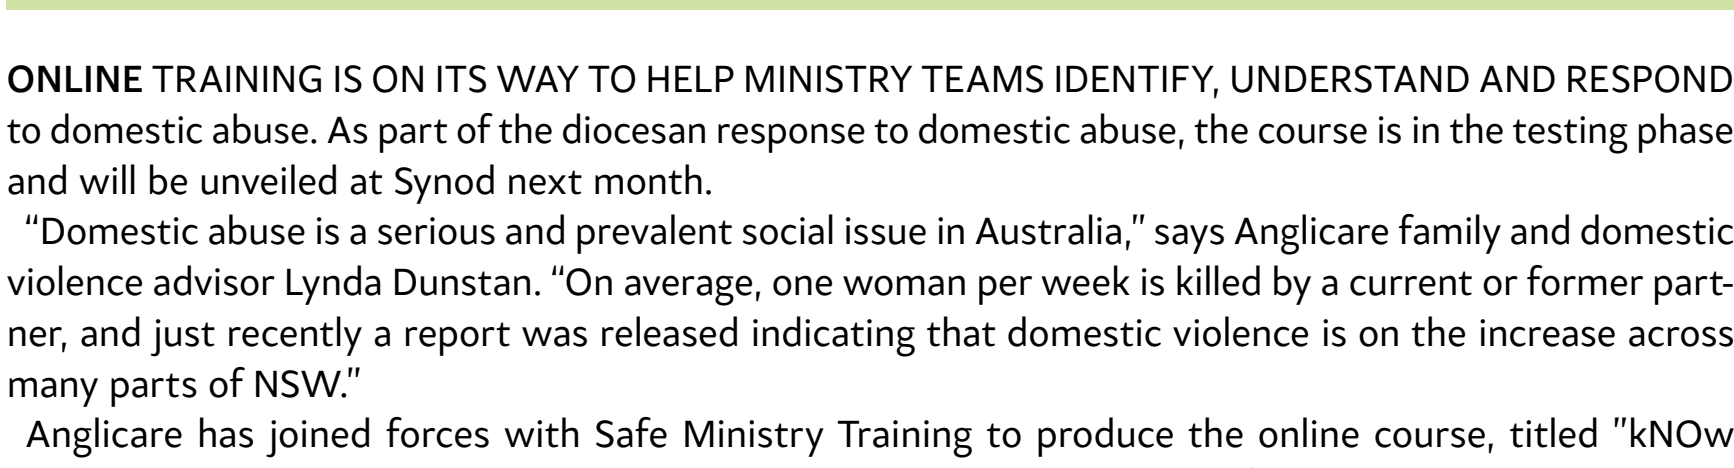 ONLINE TRAINING IS ON ITS WAY TO HELP MINISTRY TEAMS IDENTIFY, UNDERSTAND AND RESPOND
to domestic abuse. As part of the diocesan response to domestic abuse, the course is in the testing phase
and will be unveiled at Synod next month.
“Domestic abuse is a serious and prevalent social issue in Australia,” says Anglicare family and domestic
violence advisor Lynda Dunstan. “On average, one woman per week is killed by a current or former part-
ner, and just recently a report was released indicating that domestic violence is on the increase across
many parts of NSW.”
Anglicare has joined forces with Safe Ministry Training to produce the online course, titled ”kNOw